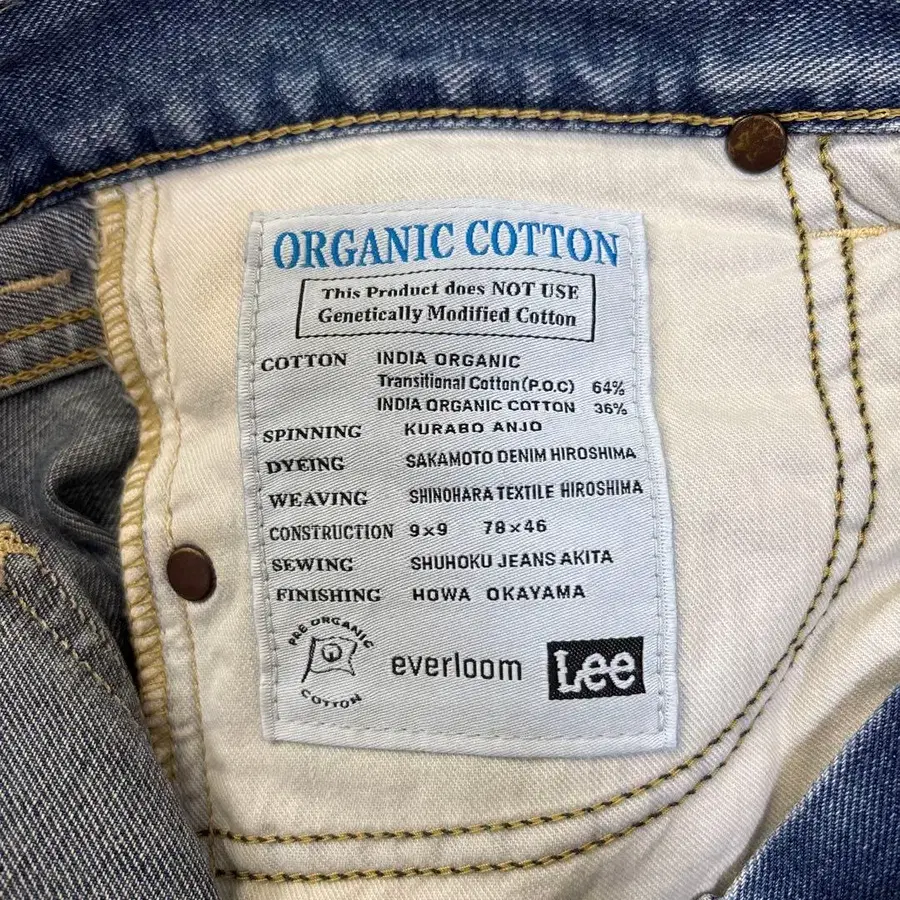 ORGANIC COTTON
This Product does NOT USE
Genetically Modified Cotton
COTTON INDIA ORGANIC
Transitional Cotton (P.O.C) 64%
INDIA ORGANIC COTTON 36%
SPINNING KURABO ANJO
DYEING SAKAMOTO DENIM HIROSHIMA
WEAVING SHINOHARA TEXTILE HIROSHIMA
CONSTRUCTION 9×9 78×46
SEWING SHUHOKU JEANS AKITA
FINISHING HOWA OKAYAMA
PRE ORGANIC
COTTON
everloom
Lee